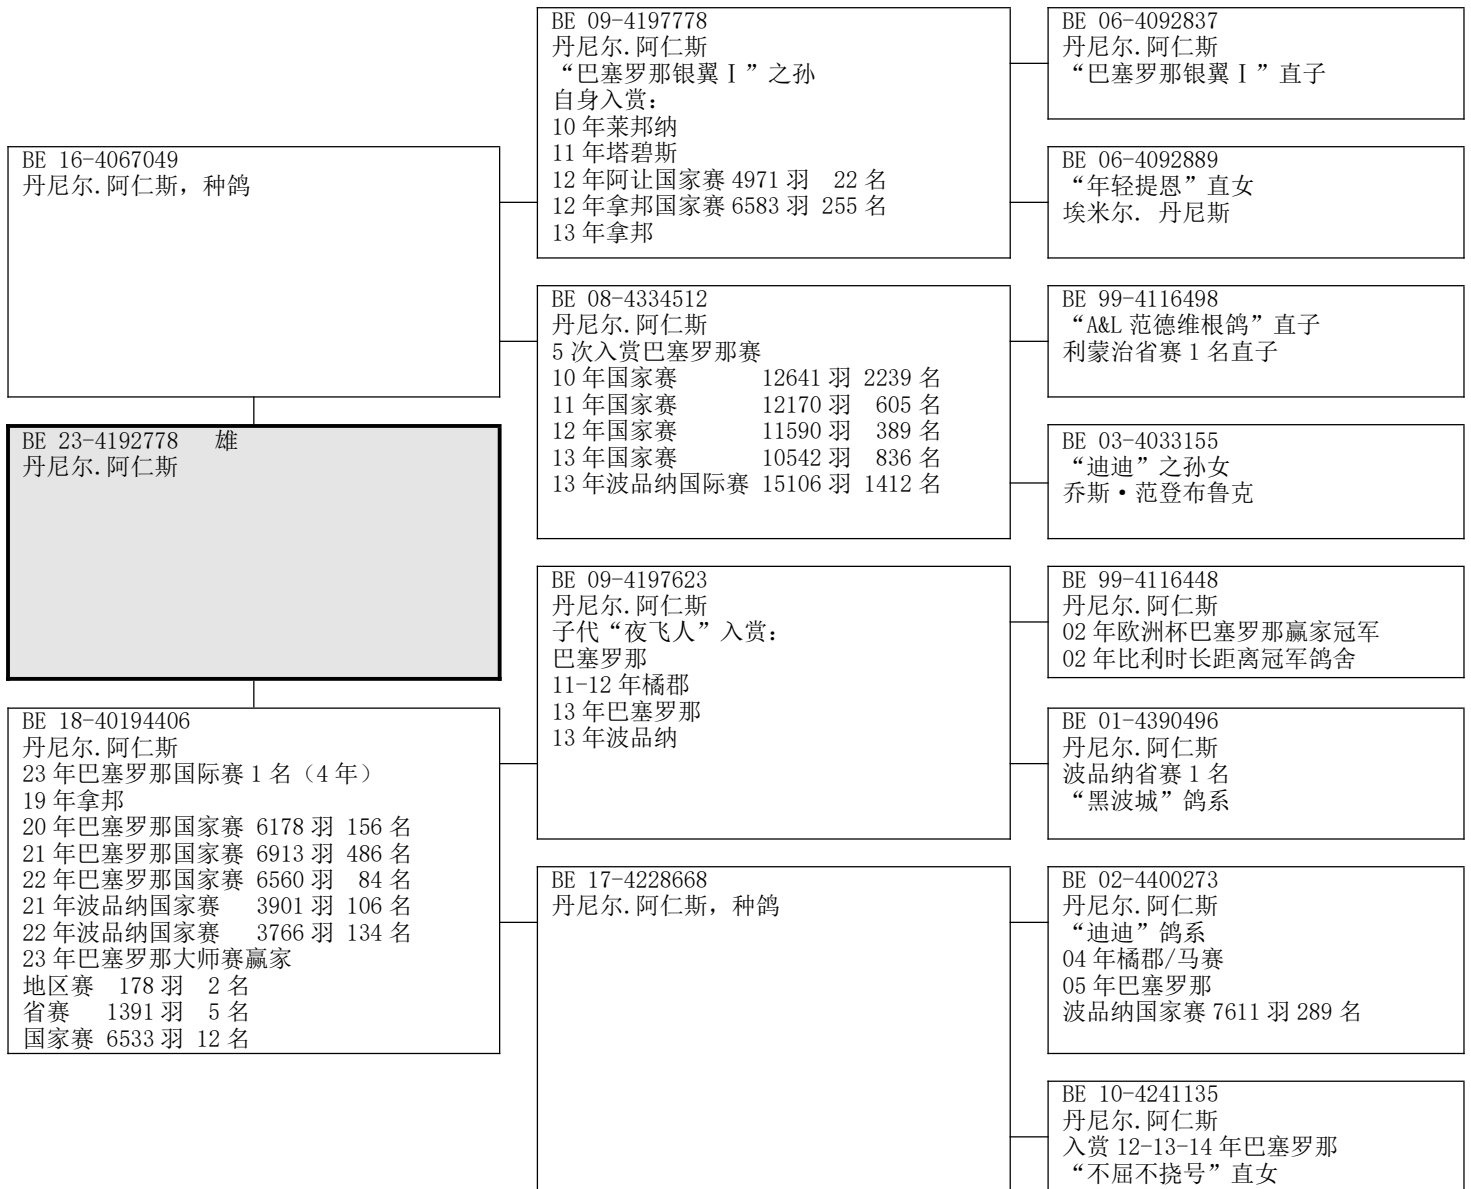 BE 16-4067049
丹尼尔.阿仁斯，种鸽
BE 23-4192778 雄
丹尼尔.阿仁斯
BE 18-40194406
丹尼尔.阿仁斯
23 年巴塞罗那国际赛 1 名（4 年）
19 年拿邦
20 年巴塞罗那国家赛 6178 羽 156 名
21 年巴塞罗那国家赛 6913 羽 486 名
22 年巴塞罗那国家赛 6560 羽 84 名
21 年波品纳国家赛 3901 羽 106 名
22 年波品纳国家赛 3766 羽 134 名
23 年巴塞罗那大师赛赢家
地区赛 178 羽 2 名
省赛 1391 羽 5 名
国家赛 6533 羽 12 名
BE 09-4197778
丹尼尔.阿仁斯
“巴塞罗那银翼Ⅰ”之孙
自身入赏：
10 年莱邦纳
11 年塔碧斯
12 年阿让国家赛 4971 羽 22 名
12 年拿邦国家赛 6583 羽 255 名
13 年拿邦
BE 08-4334512
丹尼尔.阿仁斯
5 次入赏巴塞罗那赛
10 年国家赛 12641 羽 2239 名
11 年国家赛 12170 羽 605 名
12 年国家赛 11590 羽 389 名
13 年国家赛 10542 羽 836 名
13 年波品纳国际赛 15106 羽 1412 名
BE 09-4197623
丹尼尔.阿仁斯
子代“夜飞人”入赏：
巴塞罗那
11-12 年橘郡
13 年巴塞罗那
13 年波品纳
BE 17-4228668
丹尼尔.阿仁斯，种鸽
BE 06-4092837
丹尼尔.阿仁斯
“巴塞罗那银翼Ⅰ”直子
BE 06-4092889
“年轻提恩”直女
埃米尔. 丹尼斯
BE 99-4116498
“A&L 范德维根鸽”直子
利蒙治省赛 1 名直子
BE 03-4033155
“迪迪”之孙女
乔斯·范登布鲁克
BE 99-4116448
丹尼尔.阿仁斯
02 年欧洲杯巴塞罗那赢家冠军
02 年比利时长距离冠军鸽舍
BE 01-4390496
丹尼尔.阿仁斯
波品纳省赛 1 名
“黑波城”鸽系
BE 02-4400273
丹尼尔.阿仁斯
“迪迪”鸽系
04 年橘郡/马赛
05 年巴塞罗那
波品纳国家赛 7611 羽 289 名
BE 10-4241135
丹尼尔.阿仁斯
入赏 12-13-14 年巴塞罗那
“不屈不挠号”直女